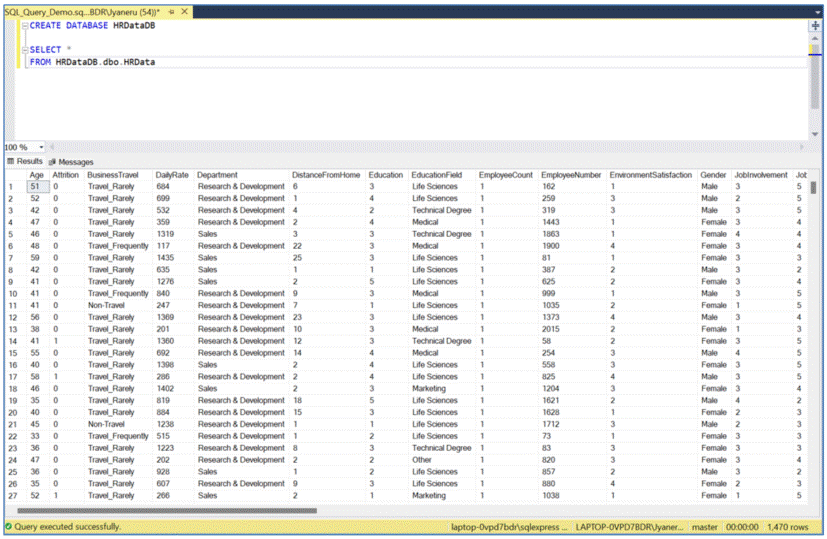 SQL_Query_Demo.sq...BDR\Jyaneru (54))*
CREATE DATABASE HRDataDB
SELECT *
FROM HRDataDB.dbo.HRData
100 %
Results Messages
Age Attrition BusinessTravel DailyRate Department DistanceFromHome Education EducationField EmployeeCount EmployeeNumber EnvironmentSatisfaction Gender JobInvolvement Job
1 51 0 Travel_Rarely 684 Research & Development 6 3 Life Sciences 1 162 1 Male 3 5
2 52 0 Travel_Rarely 699 Research & Development 1 4 Life Sciences 1 259 3 Male 2 5
3 42 0 Travel_Rarely 532 Research & Development 4 2 Technical Degree 1 319 3 Male 3 5
4 47 0 Travel_Rarely 359 Research & Development 2 4 Medical 1 1443 1 Female 3 4
5 46 0 Travel_Rarely 1319 Sales 3 3 Technical Degree 1 1863 1 Female 4 4
6 48 0 Travel_Frequently 117 Research & Development 22 3 Medical 1 1900 4 Female 3 4
7 59 0 Travel_Rarely 1435 Sales 25 3 Life Sciences 1 81 1 Female 3 3
8 42 0 Travel_Rarely 635 Sales 1 1 Life Sciences 1 387 2 Male 3 2
9 41 0 Travel_Rarely 1276 Sales 2 5 Life Sciences 1 625 2 Female 3 4
10 41 0 Travel_Frequently 840 Research & Development 9 3 Medical 1 999 1 Male 3 5
11 41 0 Non-Travel 247 Research & Development 7 1 Life Sciences 1 1035 2 Female 1 5
12 56 0 Travel_Rarely 1369 Research & Development 23 3 Life Sciences 1 1373 4 Male 3 4
13 38 0 Travel_Rarely 201 Research & Development 10 3 Medical 1 2015 2 Female 1 3
14 41 1 Travel_Rarely 1360 Research & Development 12 3 Technical Degree 1 58 2 Female 3 5
15 55 0 Travel_Rarely 692 Research & Development 14 4 Medical 1 254 3 Male 4 5
16 40 0 Travel_Rarely 1398 Sales 2 4 Life Sciences 1 558 3 Female 3 5
17 58 1 Travel_Rarely 286 Research & Development 2 4 Life Sciences 1 825 4 Male 3 5
18 46 0 Travel_Rarely 1402 Sales 2 3 Marketing 1 1204 3 Female 3 4
19 35 0 Travel_Rarely 819 Research & Development 18 5 Life Sciences 1 1621 2 Male 4 2
20 40 0 Travel_Rarely 884 Research & Development 15 3 Life Sciences 1 1628 1 Female 2 3
21 45 0 Non-Travel 1238 Research & Development 1 1 Life Sciences 1 1712 3 Male 2 3
22 33 0 Travel_Frequently 515 Research & Development 1 2 Life Sciences 1 73 1 Female 3 3
23 36 0 Travel_Rarely 1223 Research & Development 8 3 Technical Degree 1 83 3 Female 3 3
24 47 0 Travel_Rarely 202 Research & Development 2 2 Other 1 820 3 Female 3 4
25 36 0 Travel_Rarely 928 Sales 1 2 Life Sciences 1 857 2 Male 3 2
26 35 0 Travel_Rarely 607 Research & Development 9 3 Life Sciences 1 880 4 Female 2 3
27 52 1 Travel_Rarely 266 Sales 2 1 Marketing 1 1038 1 Female 1 5
Query executed successfully. laptop-0vpd7bdr\sqlexpress ... LAPTOP-0VPD7BDR\Jyaner... master 00:00:00 1,470 rows